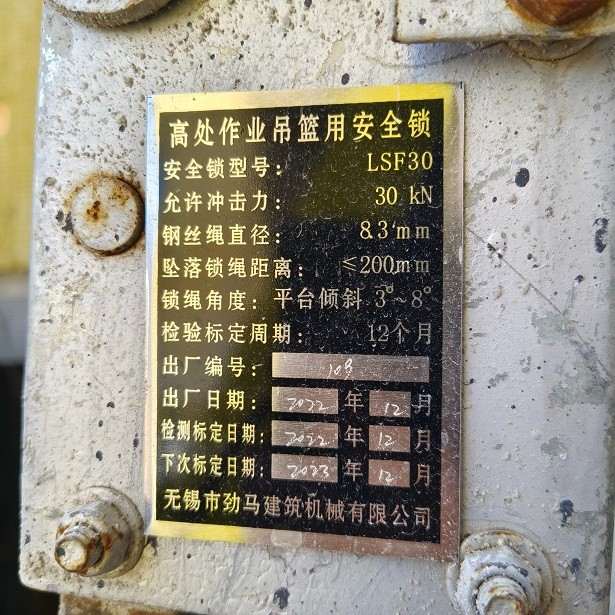 高处作业吊篮用安全锁
安全锁型号: LSF30
允许冲击力: 30 kN
钢丝绳直径: 8.3mm
坠落锁绳距离: ≤200mm
锁绳角度: 平台倾斜 3°~8°
检验标定周期: 12个月
出厂编号: 108
出厂日期: 2022 年 12 月
检测标定日期: 2022 年 12 月
下次标定日期: 2023 年 12 月
无锡市劲马建筑机械有限公司